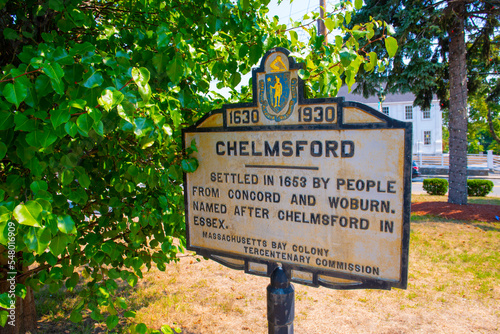 1630 1930
CHELMSFORD
SETTLED IN 1653 BY PEOPLE
FROM CONCORD AND WOBURN.
NAMED AFTER CHELMSFORD IN
ESSEX.
MASSACHUSETTS BAY COLONY
TERCENTENARY COMMISSION
548016909